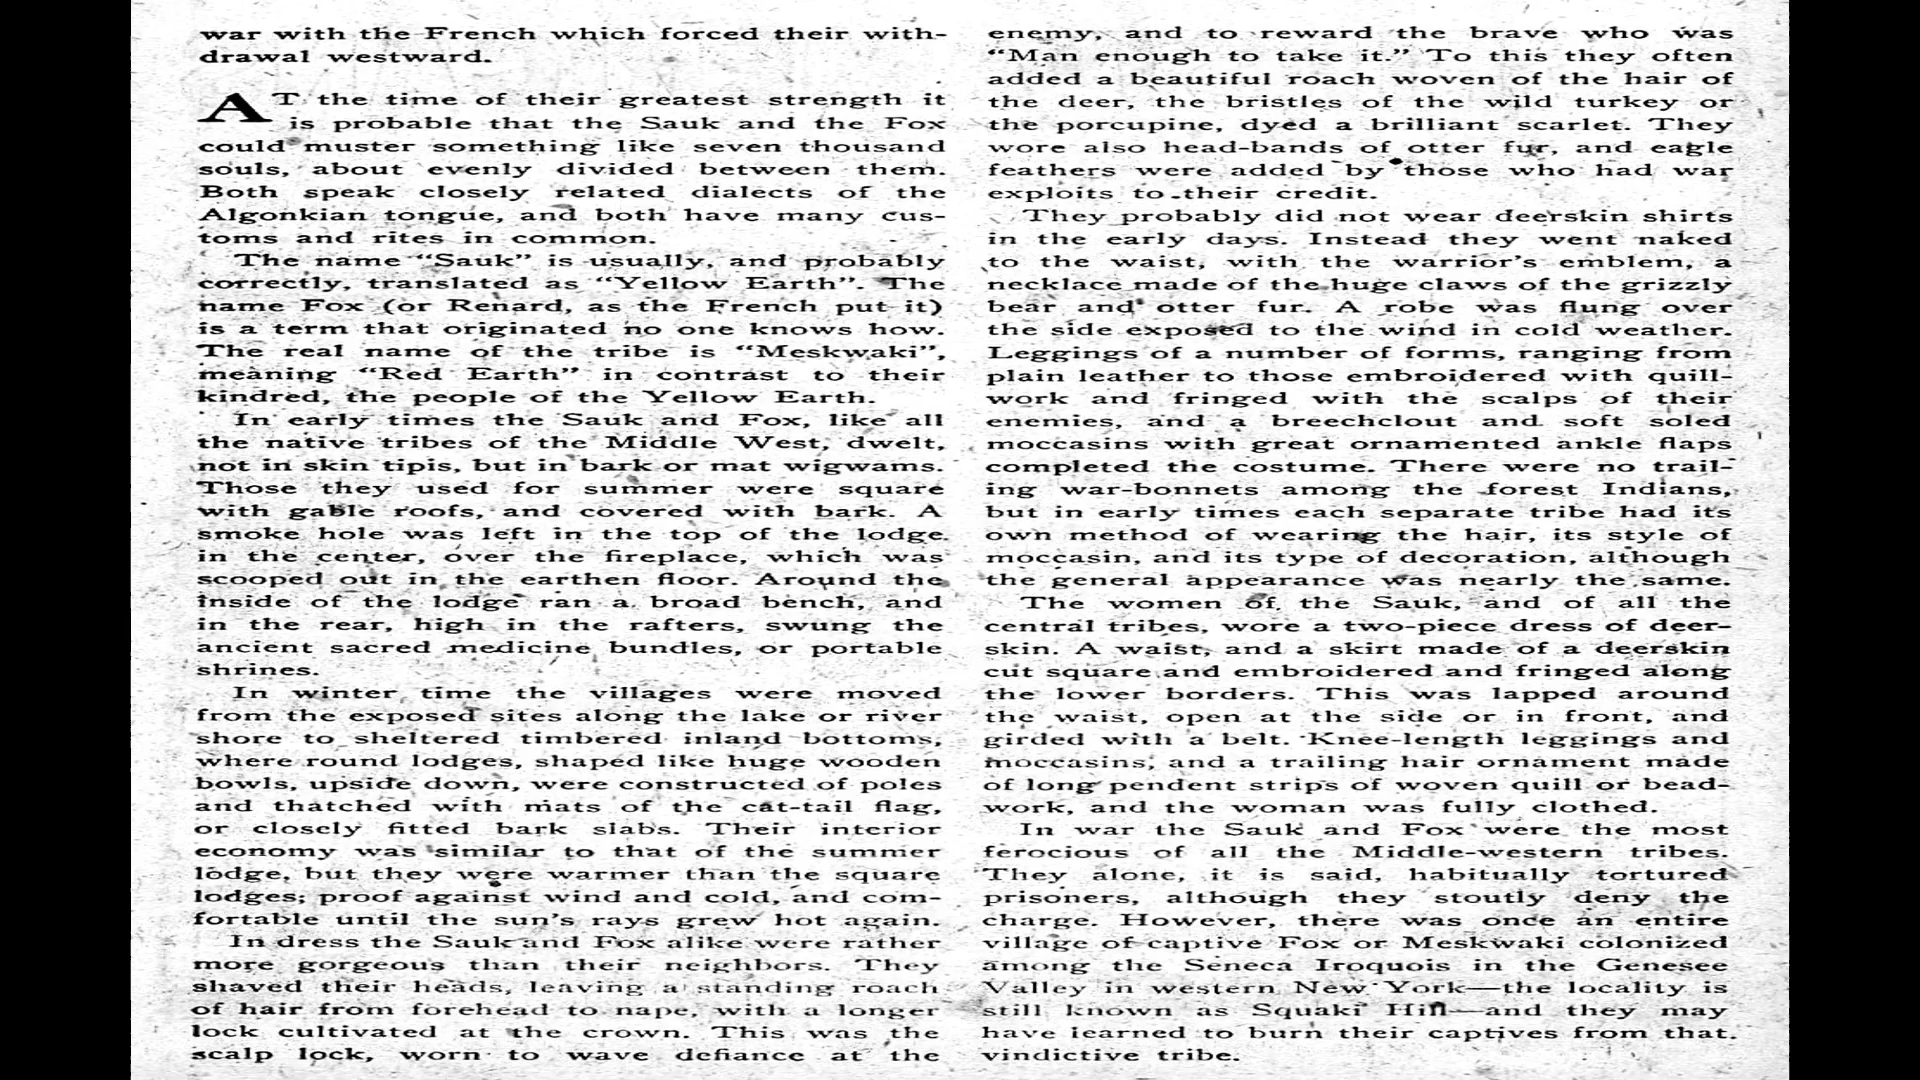 war with the French which forced their with-
drawal westward.
AT the time of their greatest strength it
is probable that the Sauk and the Fox
could muster something like seven thousand
souls, about evenly divided between them.
Both speak closely related dialects of the
Algonkian tongue, and both have many cus-
toms and rites in common.
The name “Sauk” is usually, and probably
correctly, translated as “Yellow Earth”. The
name Fox (or Renard, as the French put it)
is a term that originated no one knows how.
The real name of the tribe is “Meskwaki”,
meaning “Red Earth” in contrast to their
kindred, the people of the Yellow Earth.
In early times the Sauk and Fox, like all
the native tribes of the Middle West, dwelt,
not in skin tipis, but in bark or mat wigwams.
Those they used for summer were square
with gable roofs, and covered with bark. A
smoke hole was left in the top of the lodge
in the center, over the fireplace, which was
scooped out in the earthen floor. Around the
inside of the lodge ran a broad bench, and
in the rear, high in the rafters, swung the
ancient sacred medicine bundles, or portable
shrines.
In winter time the villages were moved
from the exposed sites along the lake or river
shore to sheltered timbered inland bottoms,
where round lodges, shaped like huge wooden
bowls, upside down, were constructed of poles
and thatched with mats of the cat-tail flag,
or closely fitted bark slabs. Their interior
economy was similar to that of the summer
lodge, but they were warmer than the square
lodges; proof against wind and cold, and com-
fortable until the sun’s rays grew hot again.
In dress the Sauk and Fox alike were rather
more gorgeous than their neighbors. They
shaved their heads, leaving a standing roach
of hair from forehead to nape, with a longer
lock cultivated at the crown. This was the
scalp lock, worn to wave defiance at the
enemy, and to reward the brave who was
“Man enough to take it.” To this they often
added a beautiful roach woven of the hair of
the deer, the bristles of the wild turkey or
the porcupine, dyed a brilliant scarlet. They
wore also head-bands of otter fur, and eagle
feathers were added by those who had war
exploits to their credit.
They probably did not wear deerskin shirts
in the early days. Instead they went naked
to the waist, with the warrior’s emblem, a
necklace made of the huge claws of the grizzly
bear and otter fur. A robe was flung over
the side exposed to the wind in cold weather.
Leggings of a number of forms, ranging from
plain leather to those embroidered with quill-
work and fringed with the scalps of their
enemies, and a breechclout and soft soled
moccasins with great ornamented ankle flaps
completed the costume. There were no trail-
ing war-bonnets among the forest Indians,
but in early times each separate tribe had its
own method of wearing the hair, its style of
moccasin, and its type of decoration, although
the general appearance was nearly the same.
The women of the Sauk, and of all the
central tribes, wore a two-piece dress of deer-
skin. A waist, and a skirt made of a deerskin
cut square and embroidered and fringed along
the lower borders. This was lapped around
the waist, open at the side or in front, and
girded with a belt. Knee-length leggings and
moccasins, and a trailing hair ornament made
of long pendent strips of woven quill or bead-
work, and the woman was fully clothed.
In war the Sauk and Fox were the most
ferocious of all the Middle-western tribes.
They alone, it is said, habitually tortured
prisoners, although they stoutly deny the
charge. However, there was once an entire
village of captive Fox or Meskwaki colonized
among the Seneca Iroquois in the Genesee
Valley in western New York—the locality is
still known as Squaki Hill—and they may
have learned to burn their captives from that
vindictive tribe.